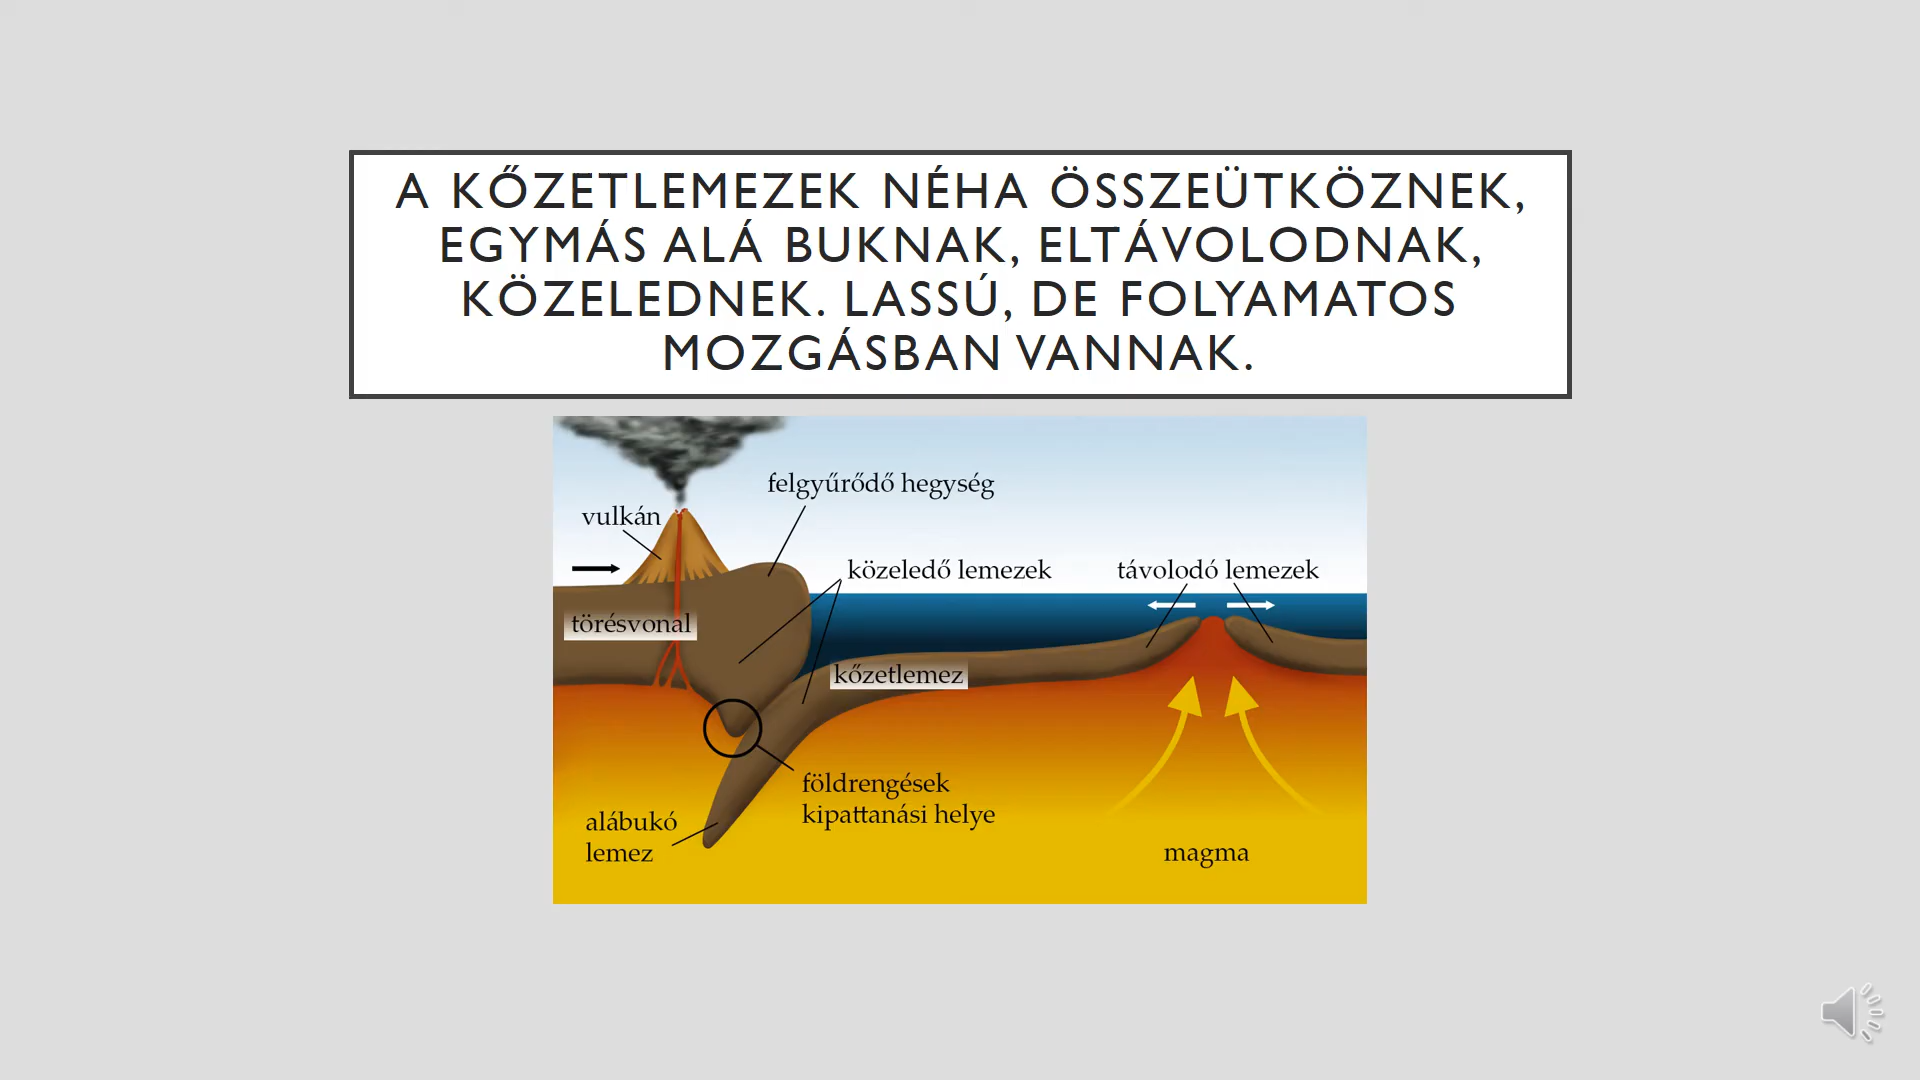 A KŐZETLEMEZEK NÉHA ÖSSZEÜTKÖZNEK,
EGYMÁS ALÁ BUKNAK, ELTÁVOLODNAK,
KÖZELEDNEK. LASSÚ, DE FOLYAMATOS
MOZGÁSBAN VANNAK.
felgyűrődő hegység
vulkán
közeledő lemezek
távolodó lemezek
törésvonal
kőzetlemez
földrengések
kipattanási helye
alábukó
lemez
magma